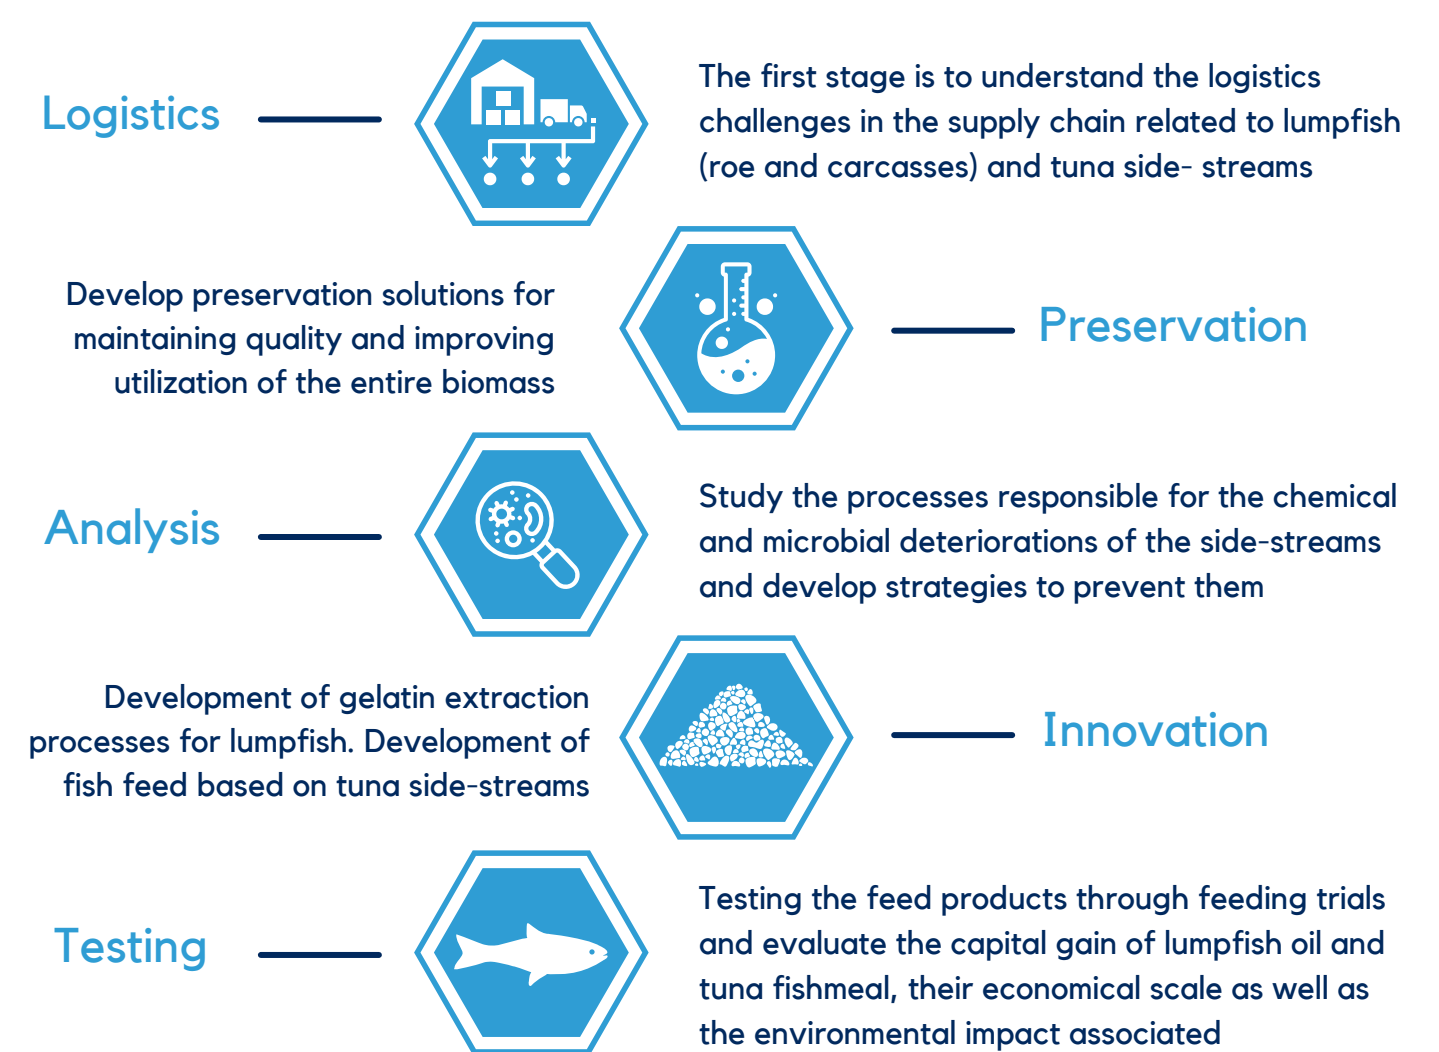 Logistics
The first stage is to understand the logistics
challenges in the supply chain related to lumpfish
(roe and carcasses) and tuna side- streams
Develop preservation solutions for
maintaining quality and improving
utilization of the entire biomass
Preservation
Analysis
Study the processes responsible for the chemical
and microbial deteriorations of the side-streams
and develop strategies to prevent them
Development of gelatin extraction
processes for lumpfish. Development of
fish feed based on tuna side-streams
Innovation
Testing
Testing the feed products through feeding trials
and evaluate the capital gain of lumpfish oil and
tuna fishmeal, their economical scale as well as
the environmental impact associated